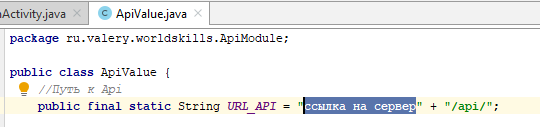 Activity.java ApiValue.java
package ru.valery.worldskills.ApiModule;
public class ApiValue {
//Путь к Api
public final static String URL_API = "ссылка на сервер" + "/api/";